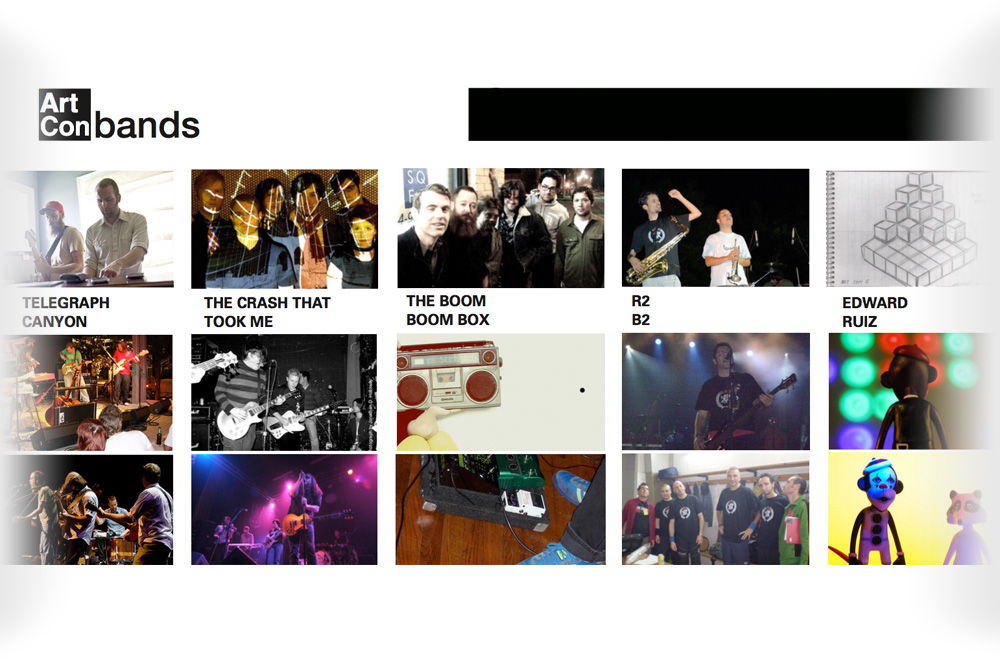 Art
Con bands
S.Q
TELEGRAPH
CANYON
THE CRASH THAT
TOOK ME
THE BOOM
BOOM BOX
R2
B2
EDWARD
RUIZ